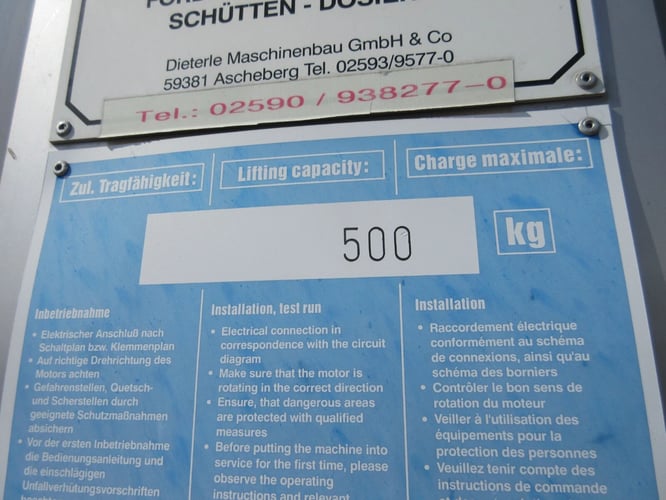 SCHÜTTEN - DOSIER
Dieterle Maschinenbau GmbH & Co
59381 Ascheberg Tel. 02593/9577-0
Tel.: 02590 / 938277-0
Zul. Tragfähigkeit:
Lifting capacity:
Charge maximale:
500
kg
Inbetriebnahme
• Elektrischer Anschluß nach
Schaltplan bzw. Klemmenplan
• Auf richtige Drehrichtung des
Motors achten
• Gefahrenstellen, Quetsch-
und Scherstellen durch
geeignete Schutzmaßnahmen
absichern
• Vor der ersten Inbetriebnahme
die Bedienungsanleitung und
die einschlägigen
Unfallverhütungsvorschriften
Installation, test run
• Electrical connection in
correspondence with the circuit
diagram
• Make sure that the motor is
rotating in the correct direction
• Ensure, that dangerous areas
are protected with qualified
measures
• Before putting the machine into
service for the first time, please
observe the operating
instructions and relevant
Installation
• Raccordement électrique
conformément au schéma
de connexions, ainsi qu'au
schéma des borniers
• Contrôler le bon sens de
rotation du moteur
• Veiller à l'utilisation des
équipements pour la
protection des personnes
• Veuillez tenir compte des
instructions de commande